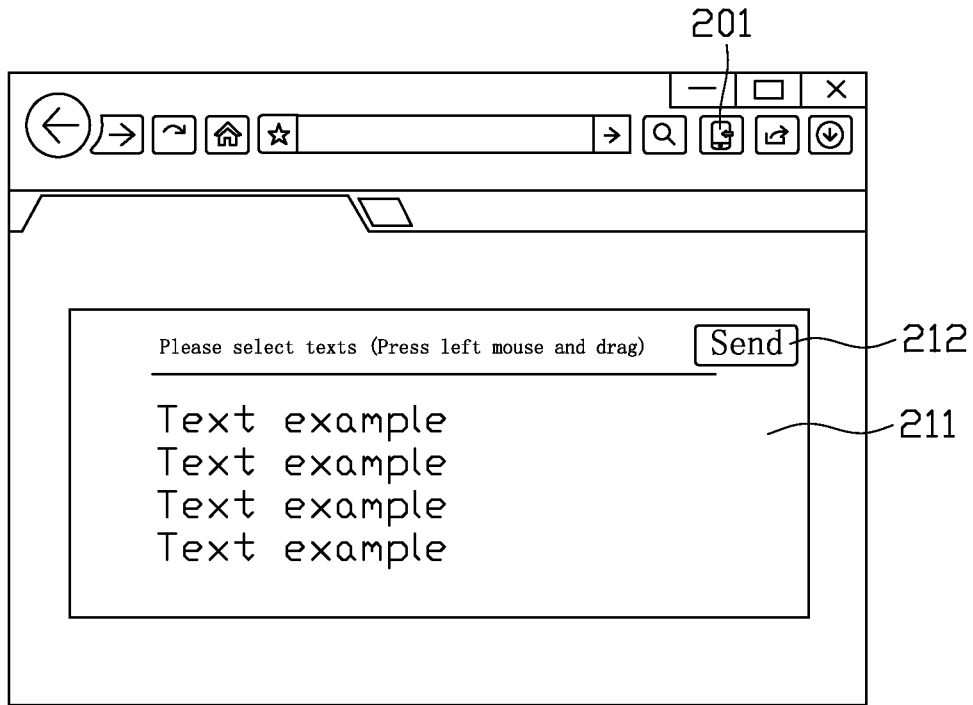 201
Please select texts (Press left mouse and drag)
Send
212
211
Text example
Text example
Text example
Text example